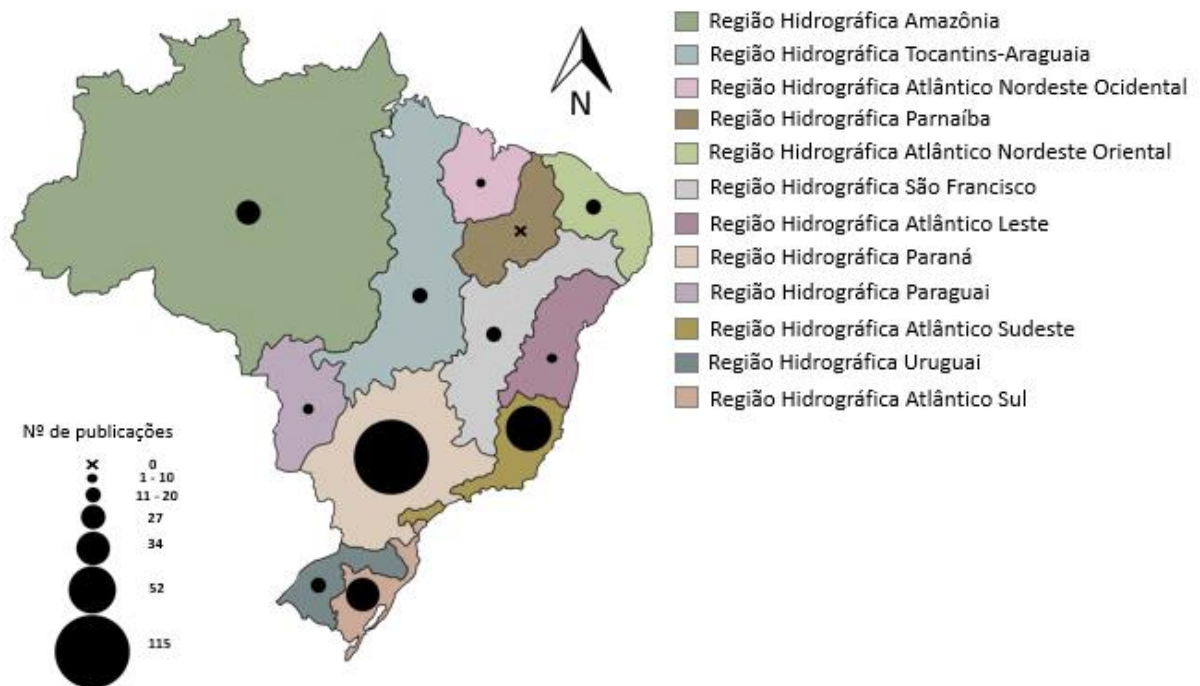 Região Hidrográfica Amazônia
Região Hidrográfica Tocantins-Araguaia
Região Hidrográfica Atlântico Nordeste Ocidental
Região Hidrográfica Parnaíba
Região Hidrográfica Atlântico Nordeste Oriental
Região Hidrográfica São Francisco
Região Hidrográfica Atlântico Leste
Região Hidrográfica Paraná
Região Hidrográfica Paraguai
Região Hidrográfica Atlântico Sudeste
Região Hidrográfica Uruguai
Região Hidrográfica Atlântico Sul
N
Nº de publicações
0
1 - 10
11 - 20
27
34
52
115